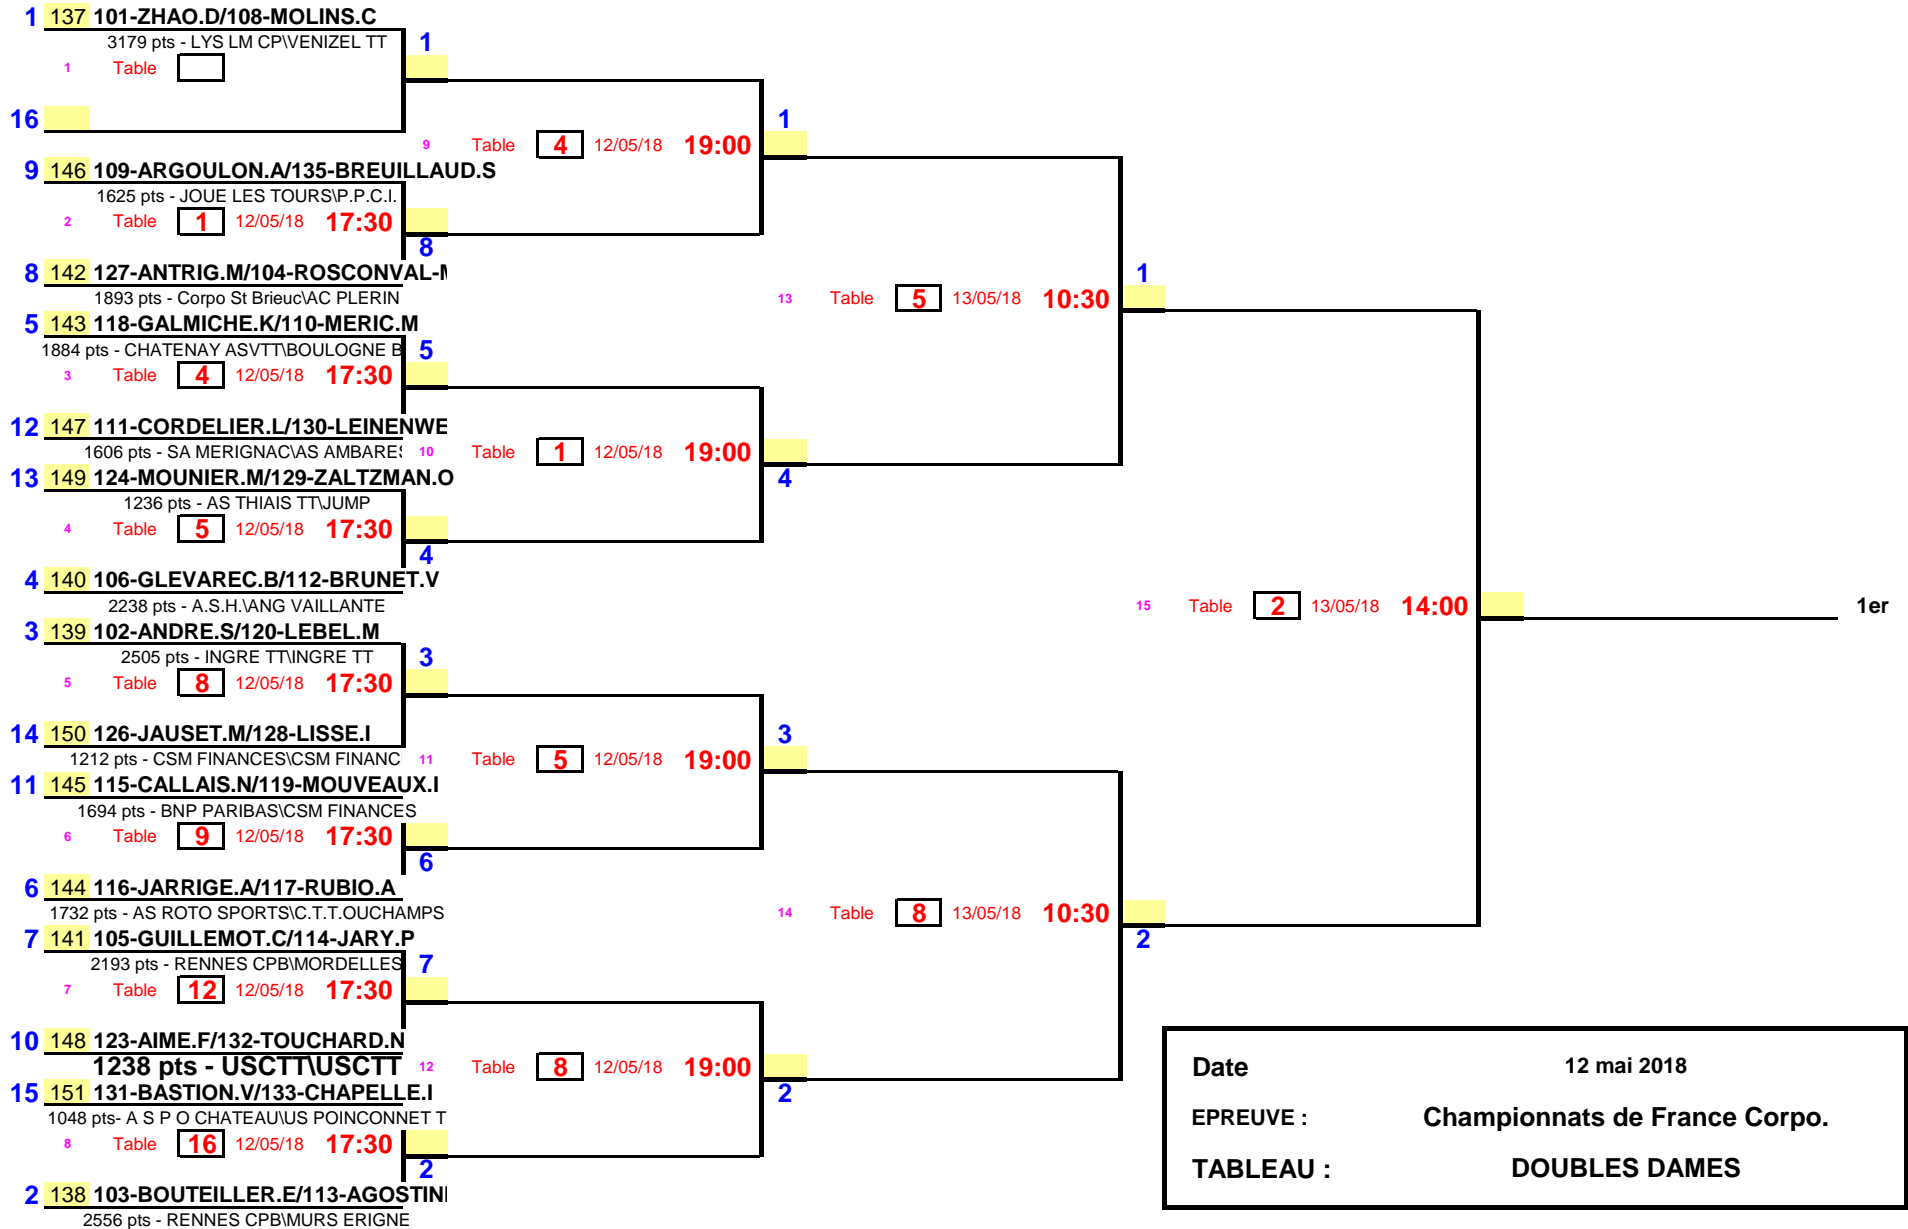 1 137 101-ZHAO.D/108-MOLINS.C
3179 pts - LYS LM CP\VENIZEL TT
1
1 Table
16
1
9 Table 4 12/05/18 19:00
9 146 109-ARGOULON.A/135-BREUILLAUD.S
1625 pts - JOUE LES TOURS\P.P.C.I.
2 Table 1 12/05/18 17:30
8
8 142 127-ANTRIG.M/104-ROSCONVAL-
1
1893 pts - Corpo St Brieuc\AC PLERIN
13 Table 5 13/05/18 10:30
5 143 118-GALMICHE.K/110-MERIC.M
1884 pts - CHATENAY ASVTT\BOULOGNE B
5
3 Table 4 12/05/18 17:30
12 147 111-CORDELIER.L/130-LEINENWE
1606 pts - SA MERIGNAC\AS AMBARES
10 Table 1 12/05/18 19:00
13 149 124-MOUNIER.M/129-ZALTZMAN.O
4
1236 pts - AS THIAIS TT\JUMP
4 Table 5 12/05/18 17:30
4
4 140 106-GLEVAREC.B/112-BRUNET.V
2238 pts - A.S.H.\ANG VAILLANTE
15 Table 2 13/05/18 14:00
1er
3 139 102-ANDRE.S/120-LEBEL.M
2505 pts - INGRE TT\INGRE TT
3
5 Table 8 12/05/18 17:30
14 150 126-JAUSET.M/128-LISSE.I
3
1212 pts - CSM FINANCES\CSM FINANC
11 Table 5 12/05/18 19:00
11 145 115-CALLAIS.N/119-MOUVEAUX.I
1694 pts - BNP PARIBAS\CSM FINANCES
6 Table 9 12/05/18 17:30
6
6 144 116-JARRIGE.A/117-RUBIO.A
1732 pts - AS ROTO SPORTS\C.T.T.OUCHAMPS
14 Table 8 13/05/18 10:30
7 141 105-GUILLEMOT.C/114-JARY.P
2
2193 pts - RENNES CPB\MORDELLES
7
7 Table 12 12/05/18 17:30
10 148 123-AIME.F/132-TOUCHARD.N
1238 pts - USCTT\USCTT
12 Table 8 12/05/18 19:00
15 151 131-BASTION.V/133-CHAPELLE.I
2
1048 pts- A S P O CHATEAU\US POINCONNET T
8 Table 16 12/05/18 17:30
2
2 138 103-BOUTEILLER.E/113-AGOSTINI
2556 pts - RENNES CPB\MURS ERIGNE
Date 12 mai 2018
EPREUVE : Championnats de France Corpo.
TABLEAU : DOUBLES DAMES